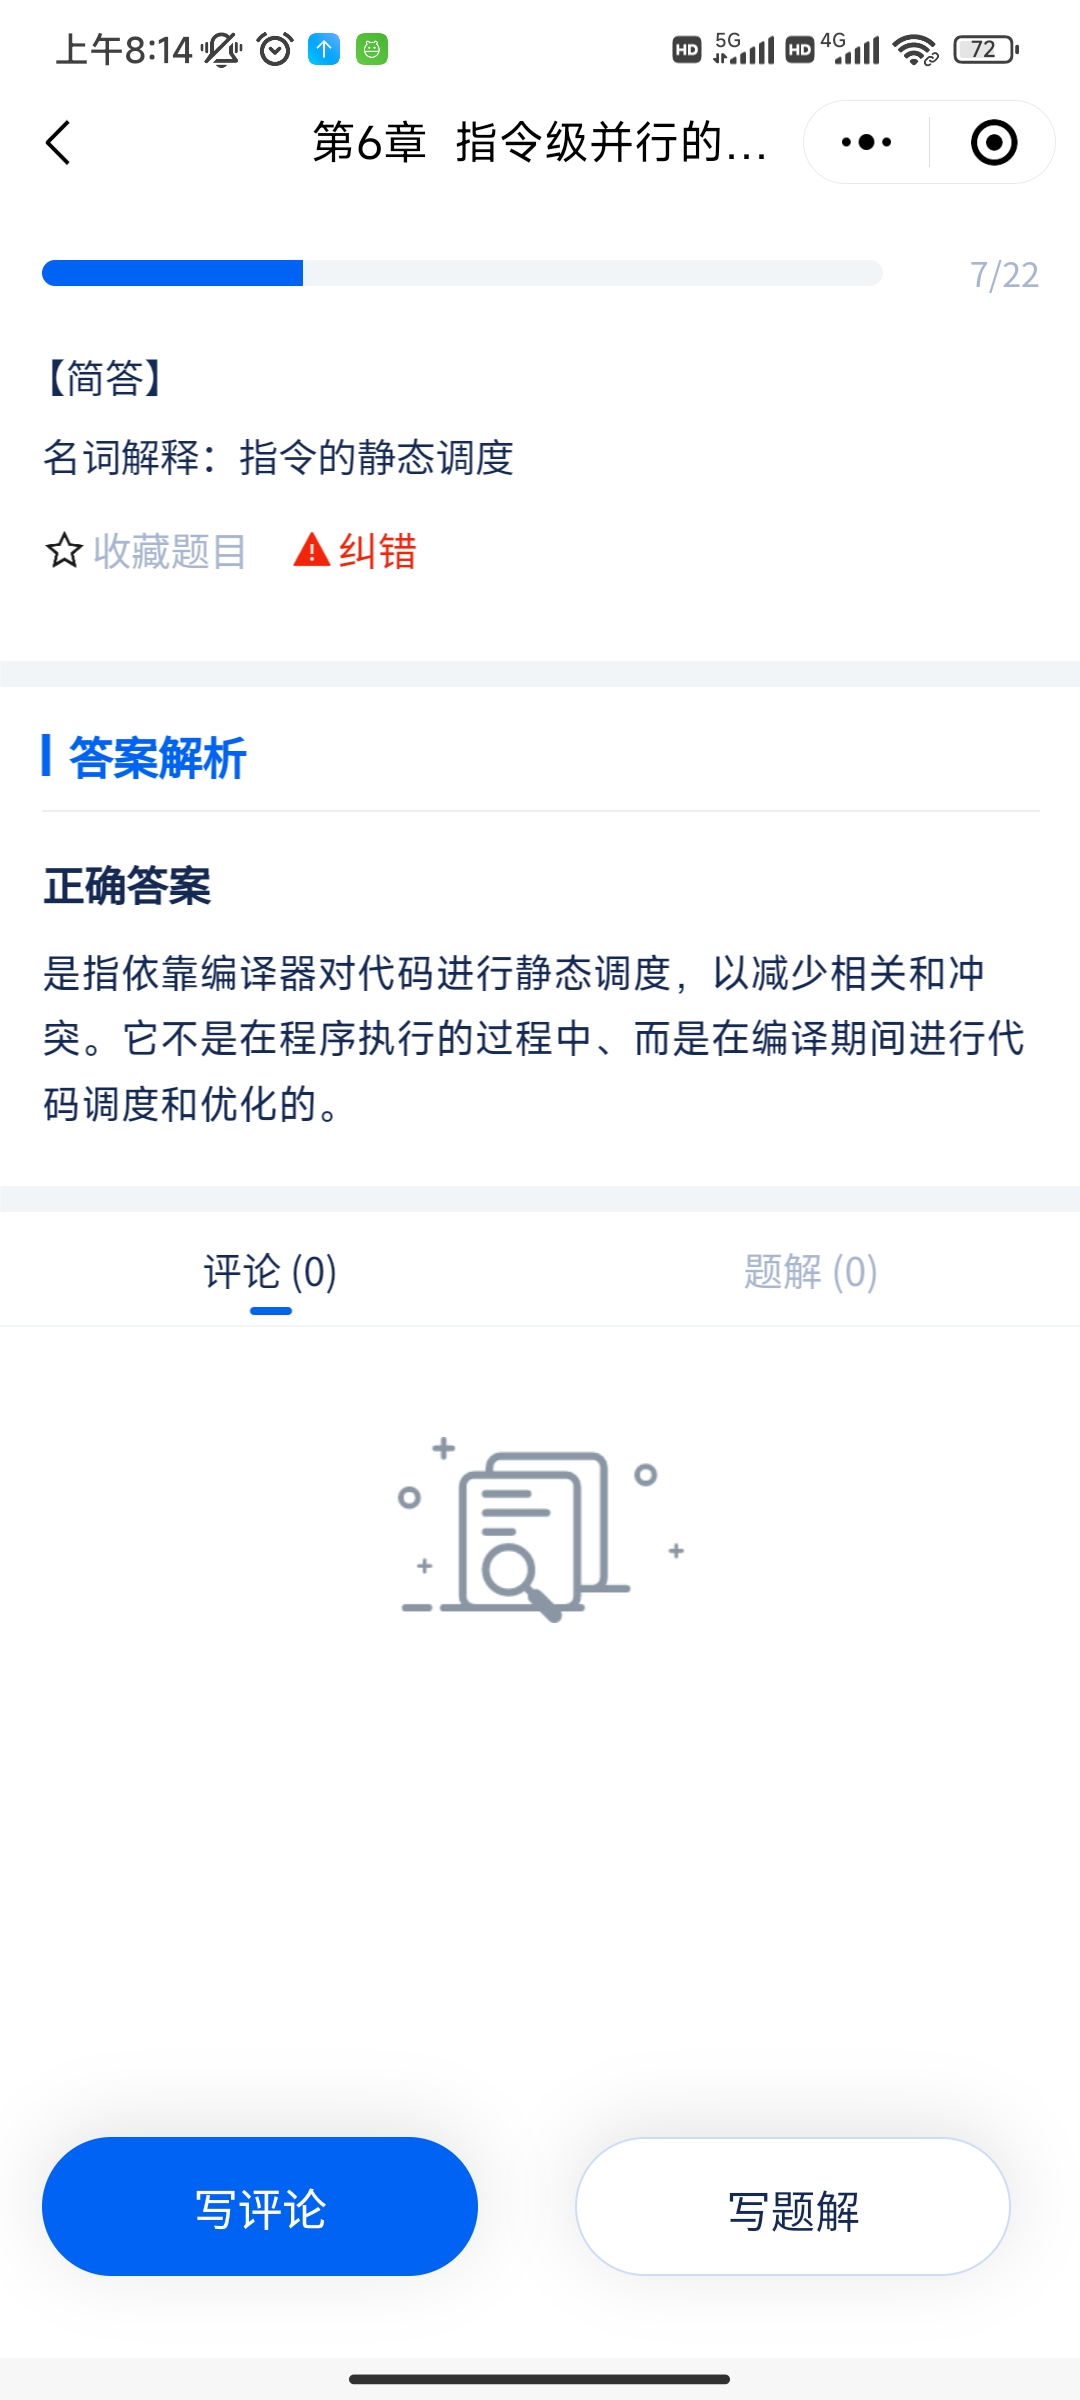 上午8:14
HD 5G HD 4G 72
第6章 指令级并行的...
7/22
【简答】
名词解释：指令的静态调度
收藏题目 纠错
答案解析
正确答案
是指依靠编译器对代码进行静态调度，以减少相关和冲
突。它不是在程序执行的过程中、而是在编译期间进行代
码调度和优化的。
评论 (0) 题解 (0)
写评论 写题解